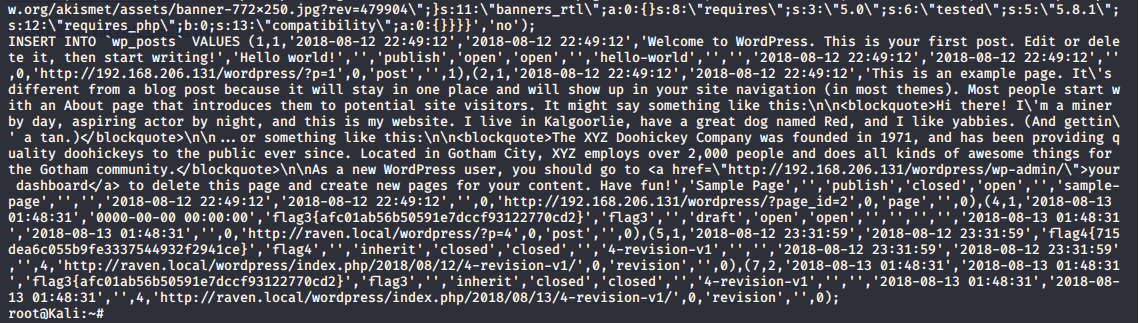 w.org/akismet/assets/banner-772×250.jpg?rev=479904\";}s:11:\"banners_rtl\";a:0:{}s:8:\"requires\";s:3:\"5.0\";s:6:\"tested\";s:5:\"5.8.1\";
s:12:\"requires_php\";b:0;s:13:\"compatibility\";a:0:{}}}}}','no');
INSERT INTO `wp_posts` VALUES (1,1,'2018-08-12 22:49:12','2018-08-12 22:49:12','Welcome to WordPress. This is your first post. Edit or dele
te it, then start writing!','Hello world!','','publish','open','open','','hello-world','','','2018-08-12 22:49:12','2018-08-12 22:49:12',''
,0,'http://192.168.206.131/wordpress/?p=1',0,'post','',1),(2,1,'2018-08-12 22:49:12','2018-08-12 22:49:12','This is an example page. It\'s
different from a blog post because it will stay in one place and will show up in your site navigation (in most themes). Most people start w
ith an About page that introduces them to potential site visitors. It might say something like this:\n\n<blockquote>Hi there! I\'m a miner
by day, aspiring actor by night, and this is my website. I live in Kalgoorlie, have a great dog named Red, and I like yabbies. (And gettin\
' a tan.)</blockquote>\n\n...or something like this:\n\n<blockquote>The XYZ Doohickey Company was founded in 1971, and has been providing q
uality doohickeys to the public ever since. Located in Gotham City, XYZ employs over 2,000 people and does all kinds of awesome things for
the Gotham community.</blockquote>\n\nAs a new WordPress user, you should go to <a href=\"http://192.168.206.131/wordpress/wp-admin/\">your
dashboard</a> to delete this page and create new pages for your content. Have fun!','Sample Page','','publish','closed','open','','sample-
page','','','2018-08-12 22:49:12','2018-08-12 22:49:12','',0,'http://192.168.206.131/wordpress/?page_id=2',0,'page','',0),(4,1,'2018-08-13
01:48:31','0000-00-00 00:00:00','flag3{afc01ab56b50591e7dccf93122770cd2}','flag3','','draft','open','open','','','','','2018-08-13 01:48:31
','2018-08-13 01:48:31','',0,'http://raven.local/wordpress/?p=4',0,'post','',0),(5,1,'2018-08-12 23:31:59','2018-08-12 23:31:59','flag4{715
dea6c055b9fe3337544932f2941ce}','flag4','','inherit','closed','closed','','4-revision-v1','','','2018-08-12 23:31:59','2018-08-12 23:31:59'
,'',4,'http://raven.local/wordpress/index.php/2018/08/12/4-revision-v1/',0,'revision','',0),(7,2,'2018-08-13 01:48:31','2018-08-13 01:48:31
','flag3{afc01ab56b50591e7dccf93122770cd2}','flag3','','inherit','closed','closed','','4-revision-v1','','','2018-08-13 01:48:31','2018-08-
13 01:48:31','',4,'http://raven.local/wordpress/index.php/2018/08/13/4-revision-v1/',0,'revision','',0);
root@Kali:~#